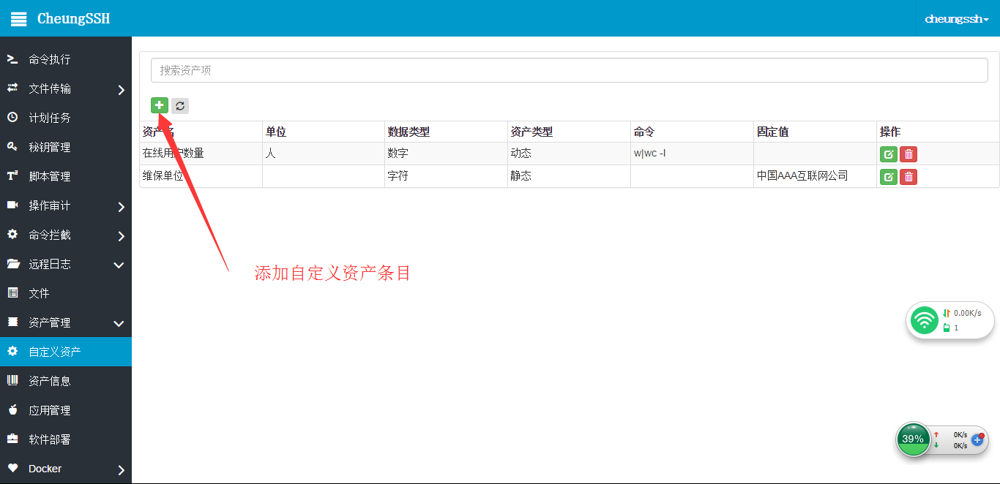 CheungSSH
cheungssh
命令执行
文件传输
计划任务
秘钥管理
脚本管理
操作审计
命令拦截
远程日志
文件
资产管理
自定义资产
资产信息
应用管理
软件部署
Docker
搜索资产项
资产名 单位 数据类型 资产类型 命令 固定值 操作
在线用户数量 人 数字 动态 w|wc -l
维保单位 字符 静态 中国AAA互联网公司
添加自定义资产条目
0.00K/s
1
39%
0K/s
0K/s